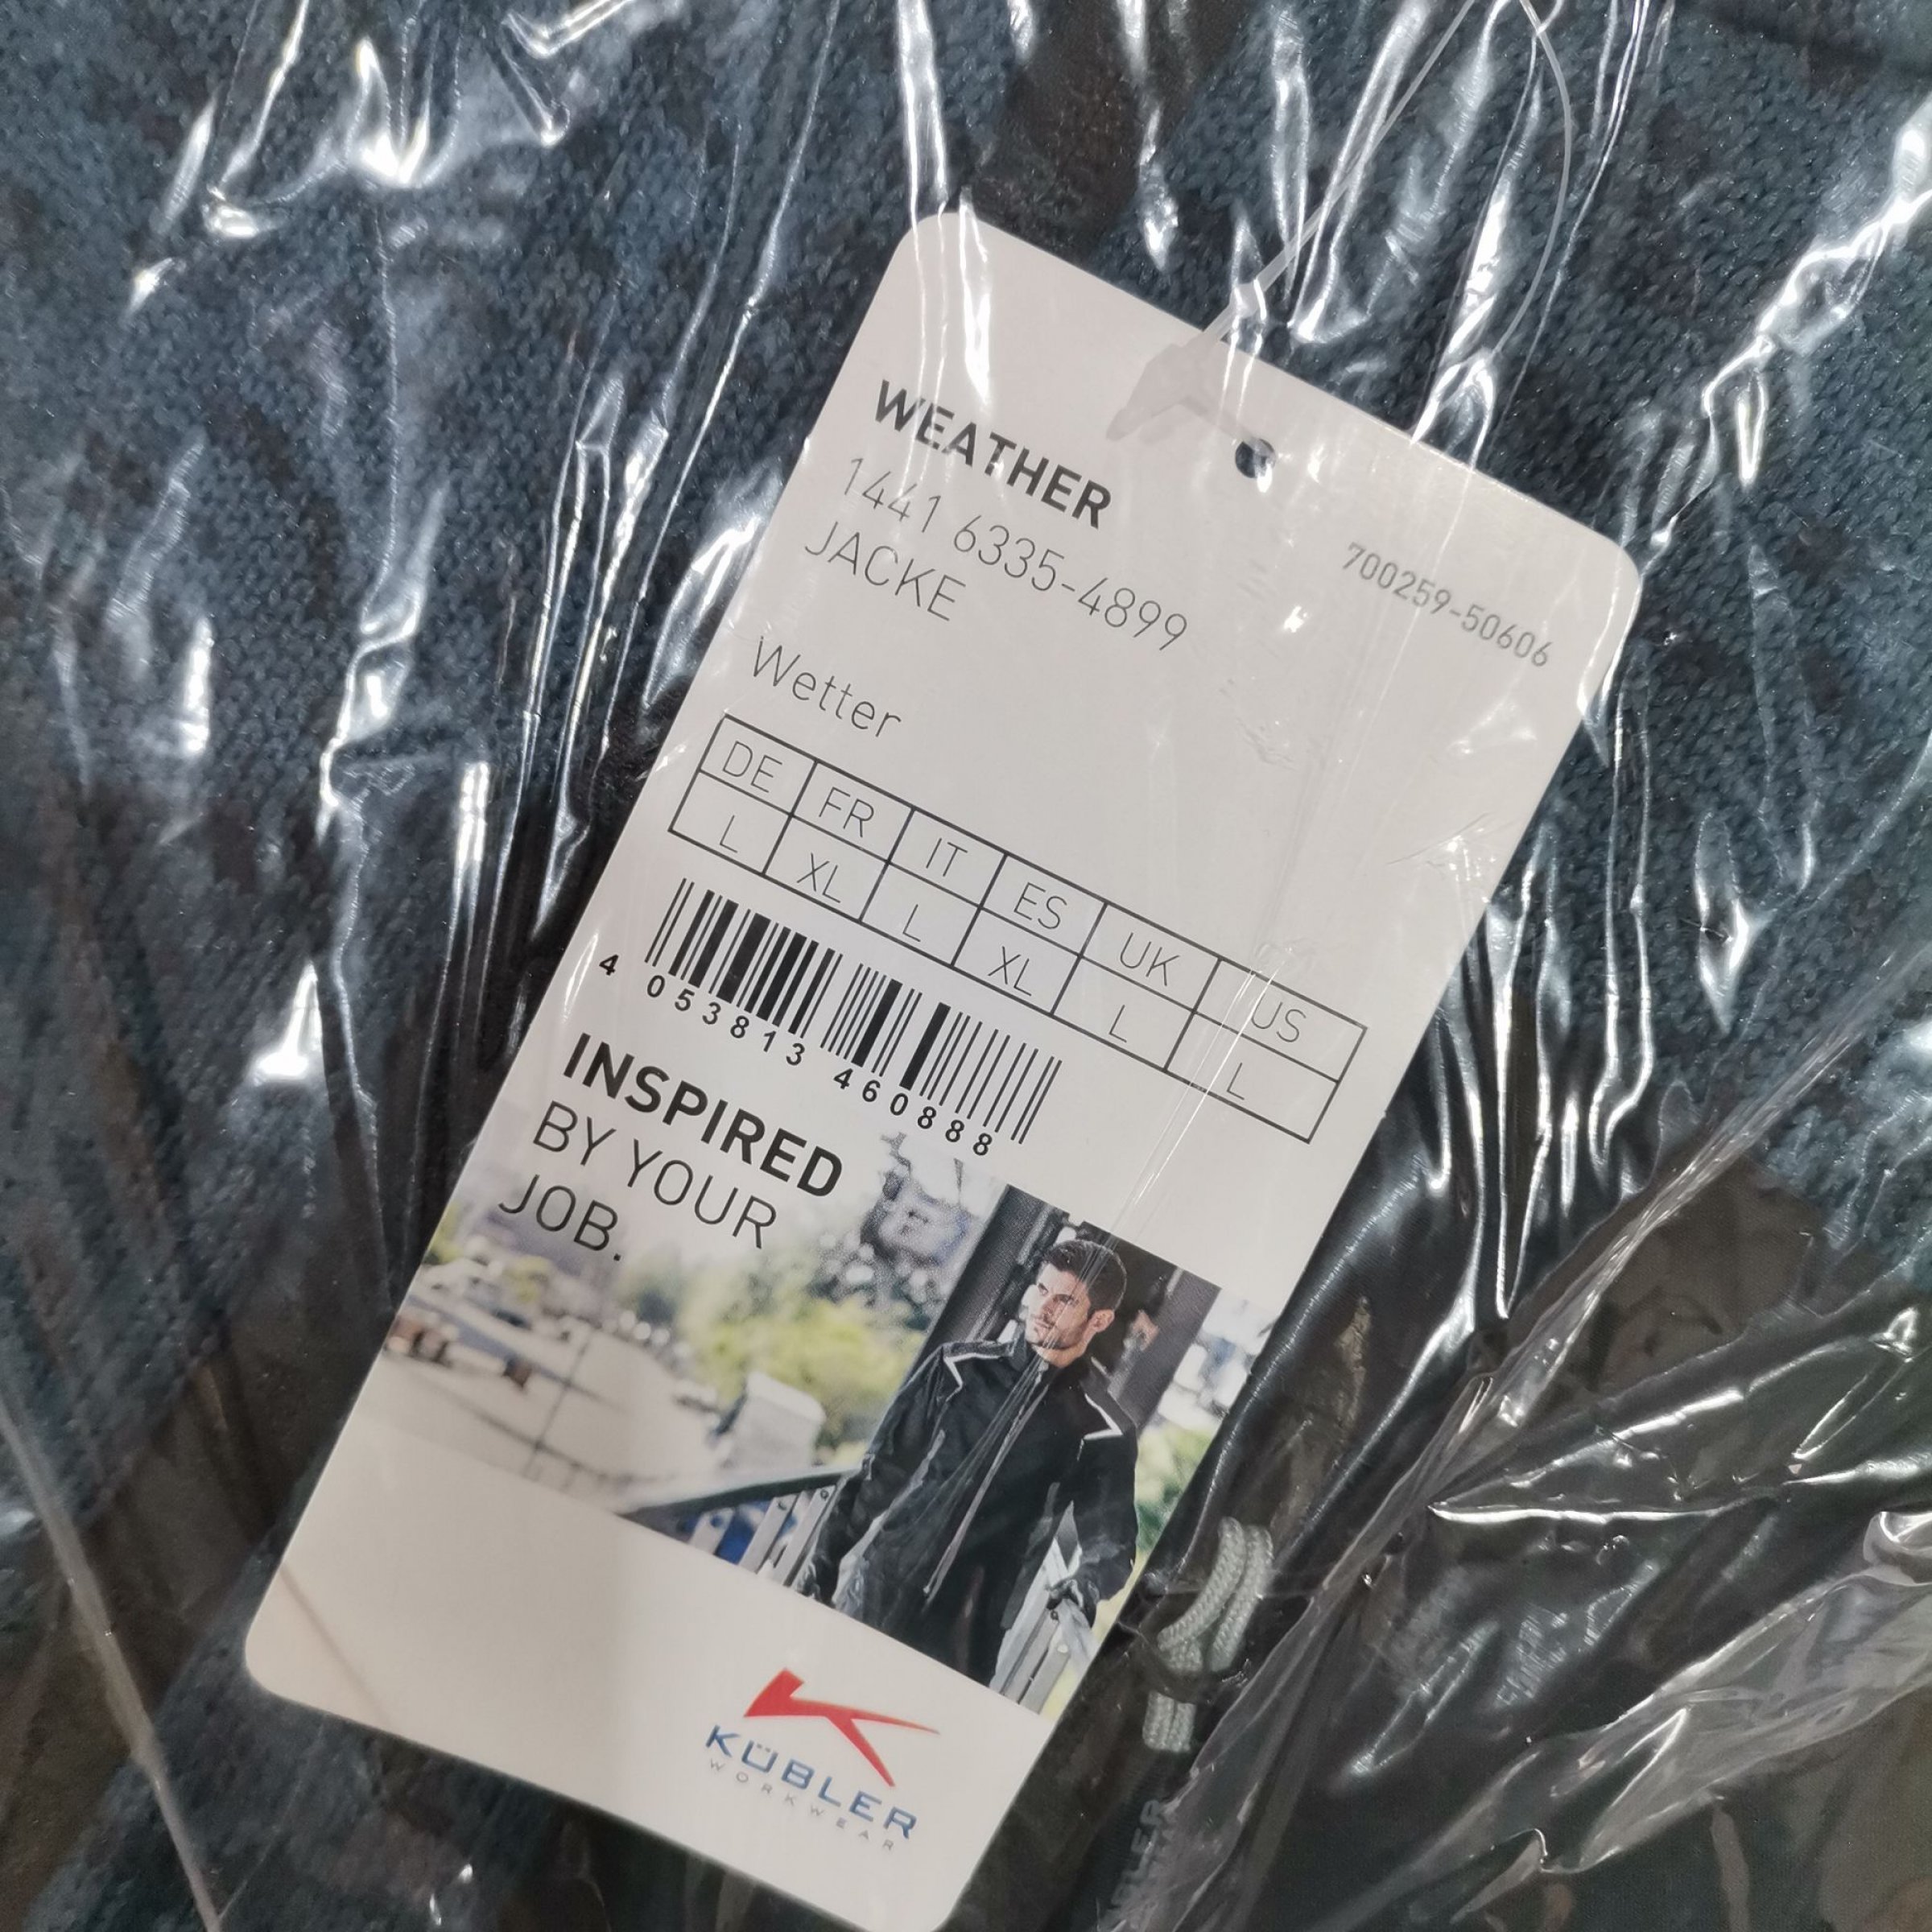 WEATHER
1441 6335-4899
JACKE
700259-50606
Wetter
DE FR IT ES UK US
L XL L XL L L
4 053813 460888
INSPIRED
BY YOUR
JOB.
KÜBLER
WORKWEAR